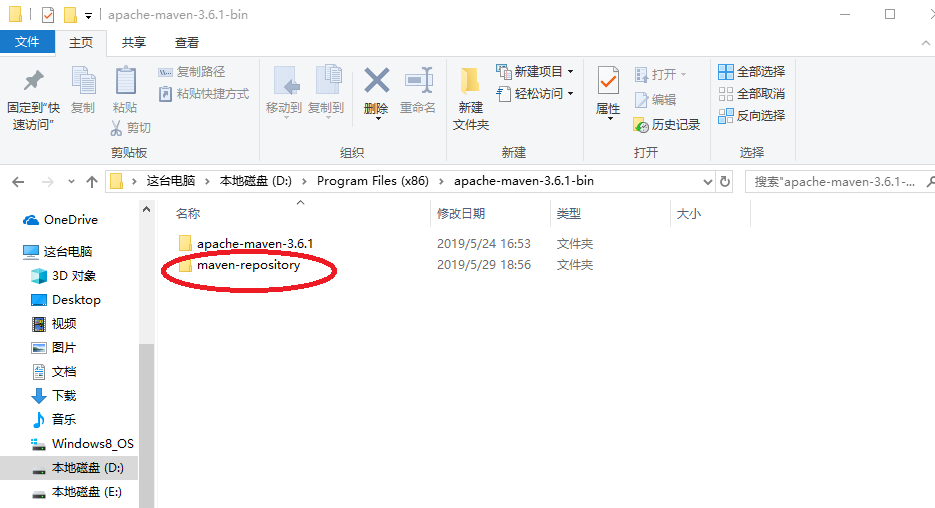 apache-maven-3.6.1-bin
文件 主页 共享 查看
固定到"快速访问"
复制
粘贴
复制路径
粘贴快捷方式
剪切
剪贴板
移动到
复制到
删除
重命名
组织
新建文件夹
新建项目
轻松访问
新建
属性
打开
编辑
历史记录
打开
全部选择
全部取消
反向选择
选择
这台电脑 > 本地磁盘 (D:) > Program Files (x86) > apache-maven-3.6.1-bin
搜索"apache-maven-3.6.1-...
OneDrive
这台电脑
3D 对象
Desktop
视频
图片
文档
下载
音乐
Windows8_OS
本地磁盘 (D:)
本地磁盘 (E:)
名称 修改日期 类型 大小
apache-maven-3.6.1 2019/5/24 16:53 文件夹
maven-repository 2019/5/29 18:56 文件夹